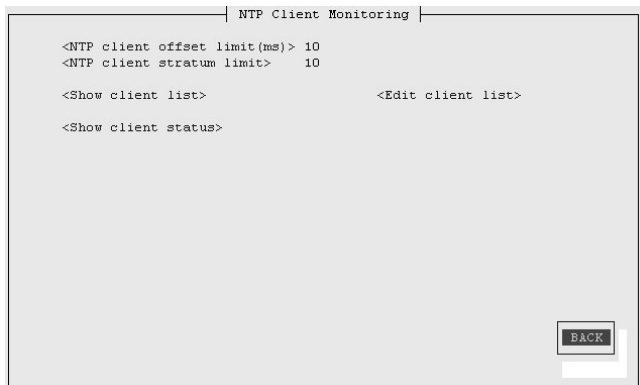 NTP Client Monitoring
<NTP client offset limit(ms)> 10
<NTP client stratum limit> 10
<Show client list> <Edit client list>
<Show client status>
BACK